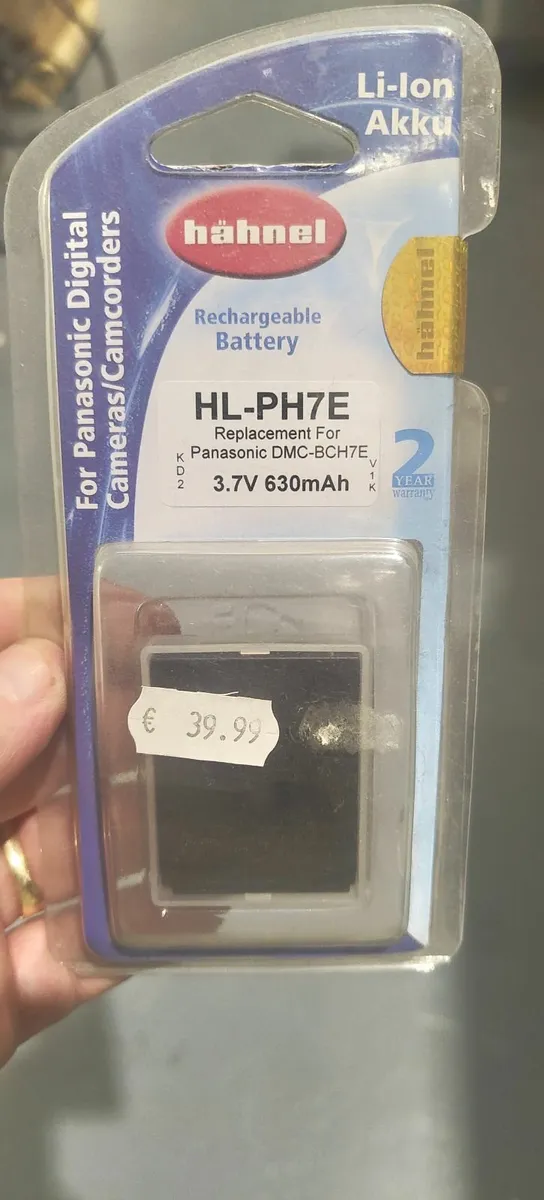 Li-Ion
Akku
hähnel
For Panasonic Digital
Cameras/Camcorders
hähnel
Rechargeable
Battery
HL-PH7E
Replacement For
Panasonic DMC-BCH7E
3.7V 630mAh
KD2
V1K
2
YEAR
warranty
€ 39.99